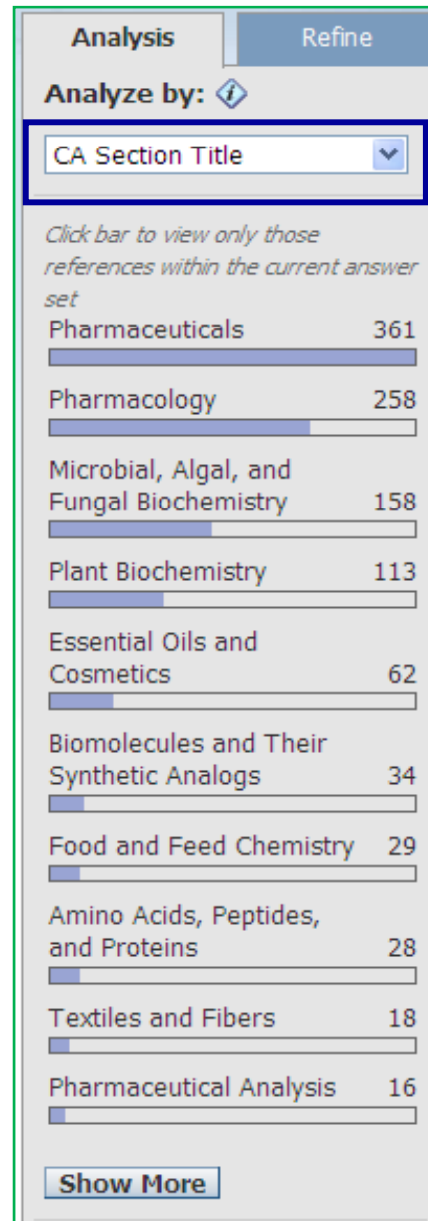 Analysis Refine
Analyze by:
CA Section Title
Click bar to view only those
references within the current answer
set
Pharmaceuticals 361
Pharmacology 258
Microbial, Algal, and
Fungal Biochemistry 158
Plant Biochemistry 113
Essential Oils and
Cosmetics 62
Biomolecules and Their
Synthetic Analogs 34
Food and Feed Chemistry 29
Amino Acids, Peptides,
and Proteins 28
Textiles and Fibers 18
Pharmaceutical Analysis 16
Show More